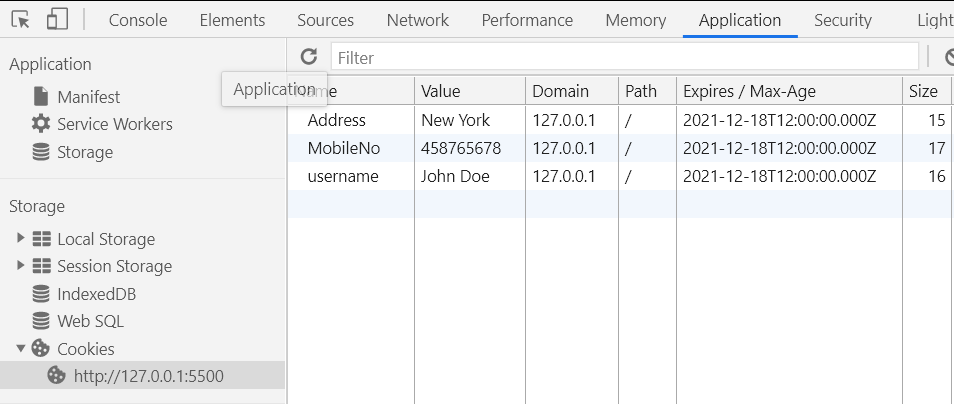 Console Elements Sources Network Performance Memory Application Security Light
Application
Manifest
Service Workers
Storage
Storage
Local Storage
Session Storage
IndexedDB
Web SQL
Cookies
http://127.0.0.1:5500
Filter
Application
Name Value Domain Path Expires / Max-Age Size
Address New York 127.0.0.1 / 2021-12-18T12:00:00.000Z 15
MobileNo 458765678 127.0.0.1 / 2021-12-18T12:00:00.000Z 17
username John Doe 127.0.0.1 / 2021-12-18T12:00:00.000Z 16